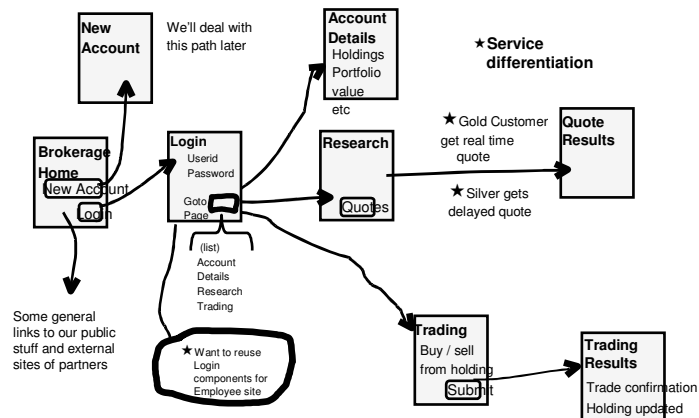 New
Account
We'll deal with
this path later
Account
Details
Holdings
Portfolio
value
etc
★Service
differentiation
Brokerage
Home
New Account
Login
Login
Userid
Password
Goto
Page
(list)
Account
Details
Research
Trading
Research
Quotes
★Gold Customer
get real time
quote
★Silver gets
delayed quote
Quote
Results
Some general
links to our public
stuff and external
sites of partners
★Want to reuse
Login
components for
Employee site
Trading
Buy / sell
from holding
Submit
Trading
Results
Trade confirmation
Holding updated